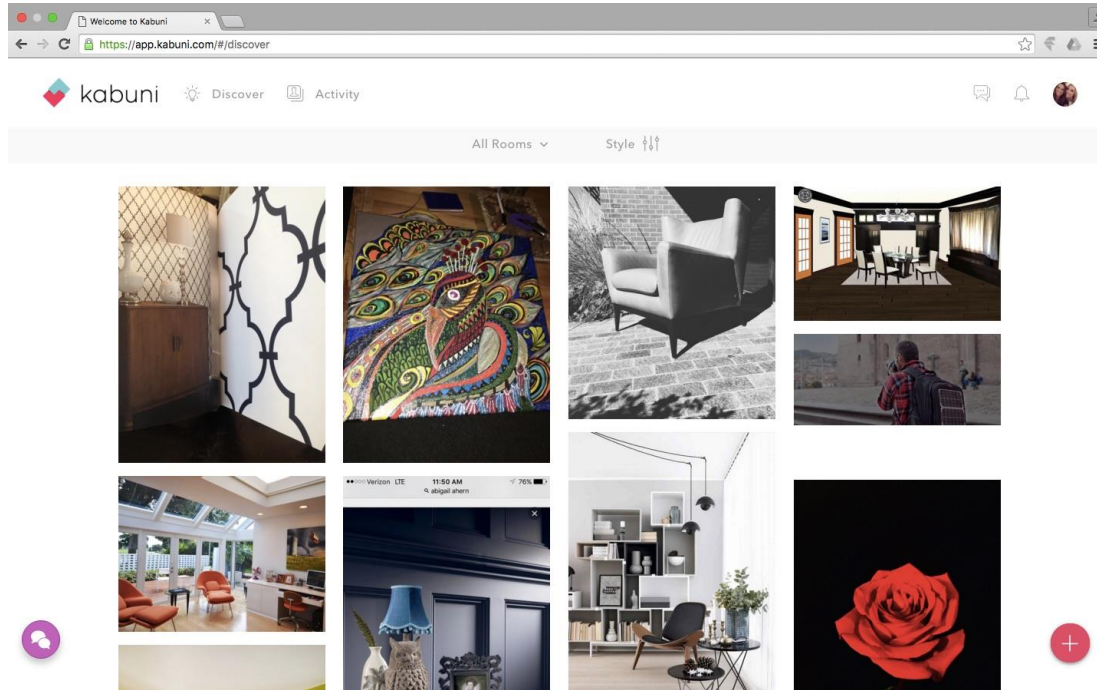 Welcome to Kabuni
https://app.kabuni.com/#/discover
kabuni Discover Activity
All Rooms Style
Verizon LTE 11:50 AM 76%
abigail ahern